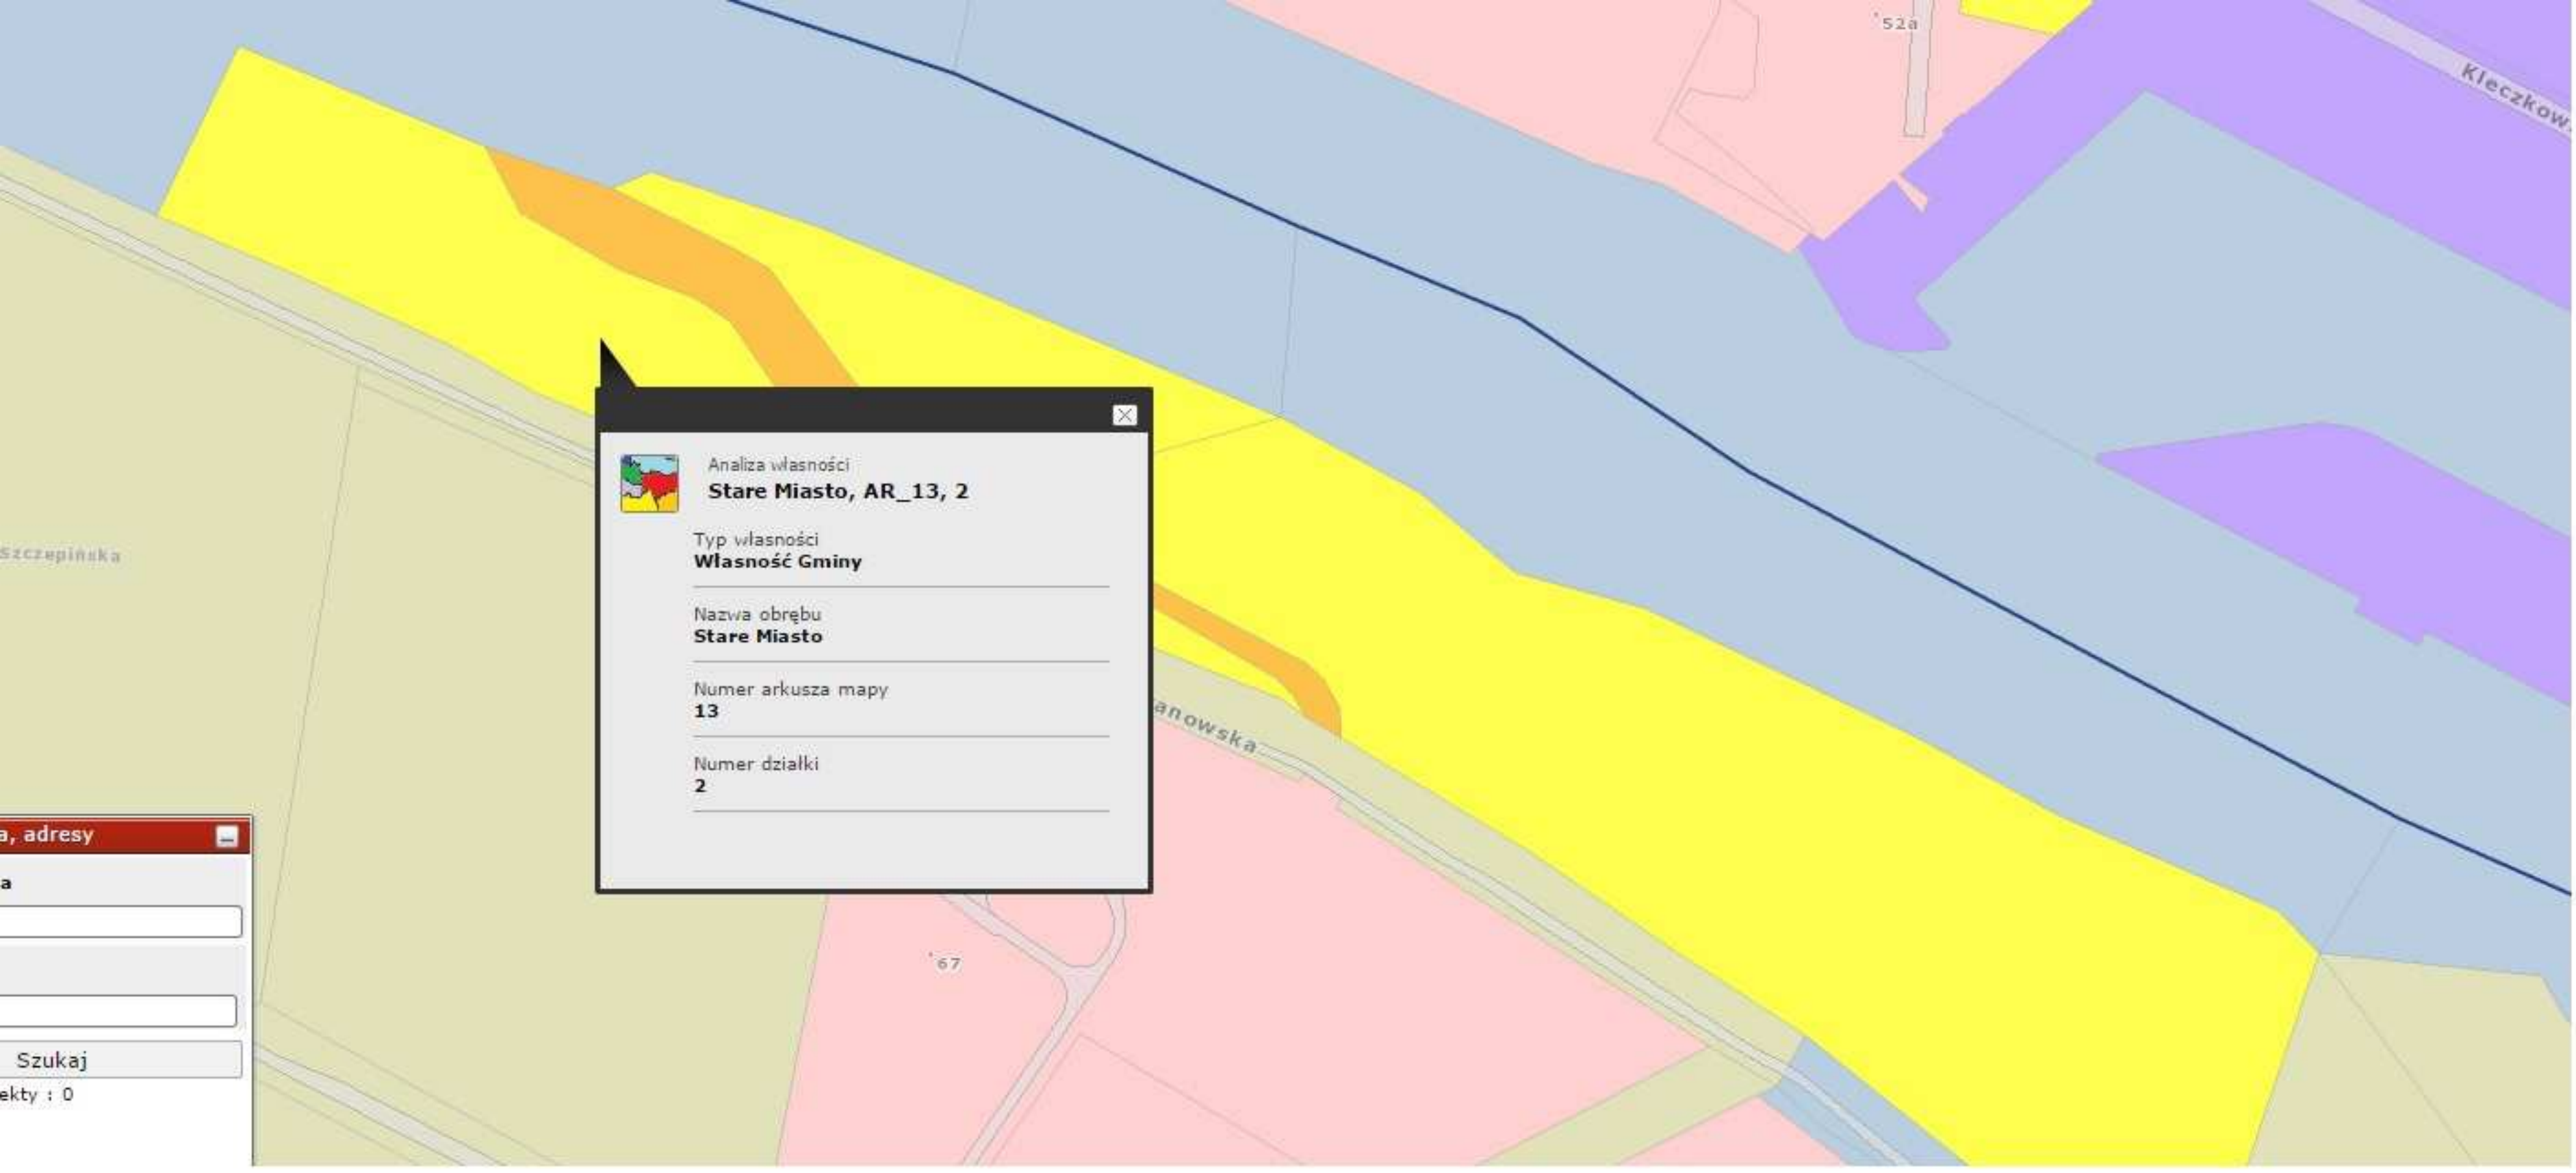 52a
Kleczkow
Analiza własności
Stare Miasto, AR_13, 2
Typ własności
Własność Gminy
Nazwa obrębu
Stare Miasto
Numer arkusza mapy
13
Numer działki
2
Szczepińska
anowska
a, adresy
a
67
Szukaj
ekty : 0